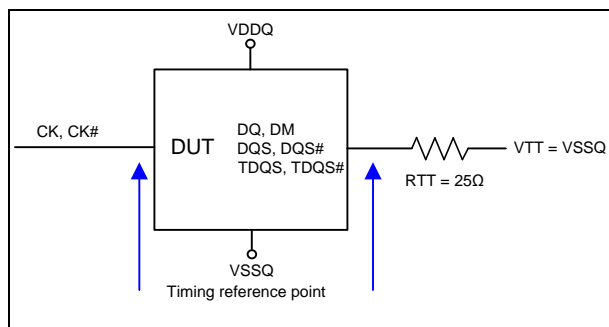 VDDQ
CK, CK#
DUT
DQ, DM
DQS, DQS#
TDQS, TDQS#
VTT = VSSQ
RTT = 25Ω
VSSQ
Timing reference point